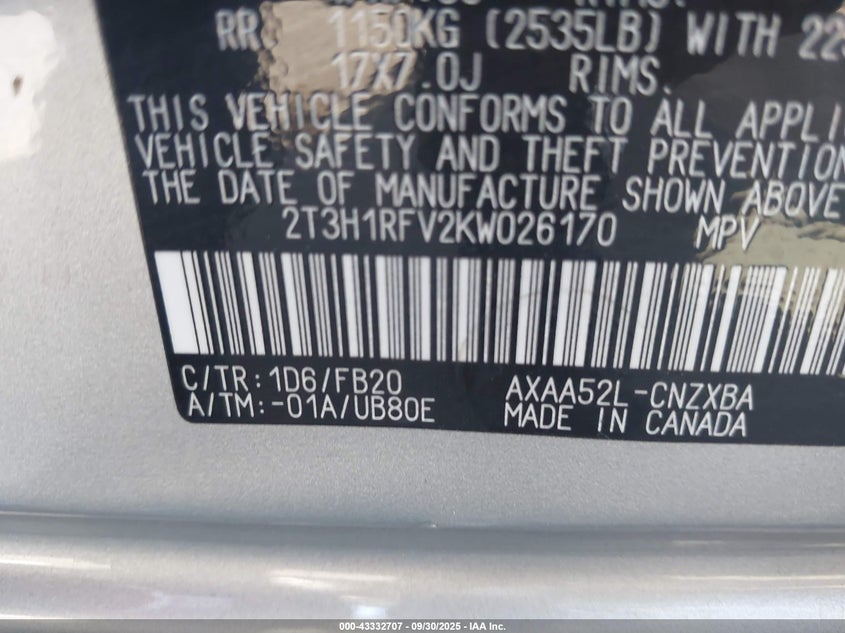 RR 1150KG (2535LB) WITH
17X7.0J RIMS.
THIS VEHICLE CONFORMS TO ALL
VEHICLE SAFETY AND THEFT PREVENTION
THE DATE OF MANUFACTURE SHOWN ABOVE
2T3H1RFV2KW026170 MPV
C/TR:1D6/FB20 AXAA52L-CNZXBA
A/TM:-01A/UB80E MADE IN CANADA
000-43332707 - 09/30/2025 - IAA Inc.